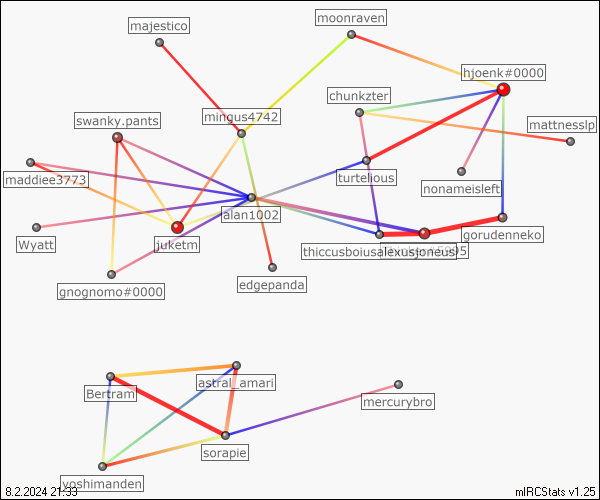 moonraven
majestico
hjoenk#0000
chunkzter
mingus4742
swanky.pants
mattnesslp
turtelious
maddiee3773
nonameisleft
alan1002
gorudenneko
Wyatt
juketm
thiccusboiusalexusjoneus
edgepanda
gnognomo#0000
astral_amari
Bertram
mercurybro
sorapie
yoshimanden
8.2.2024 21:33
mIRCStats v1.25